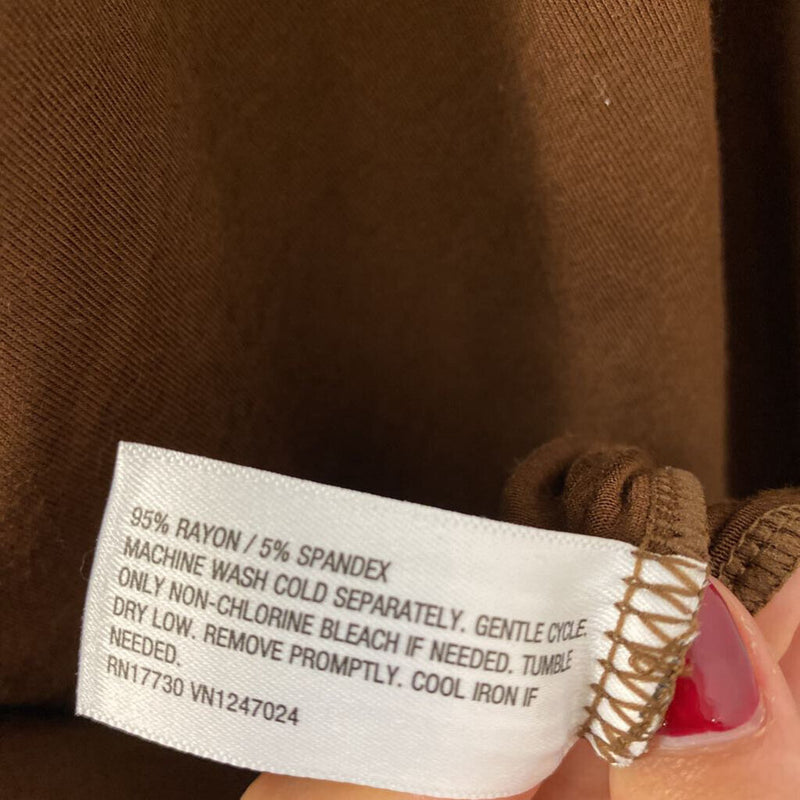 95% RAYON / 5% SPANDEX
MACHINE WASH COLD SEPARATELY. GENTLE CYCLE.
ONLY NON-CHLORINE BLEACH IF NEEDED. TUMBLE
DRY LOW. REMOVE PROMPTLY. COOL IRON IF
NEEDED.
RN17730 VN1247024